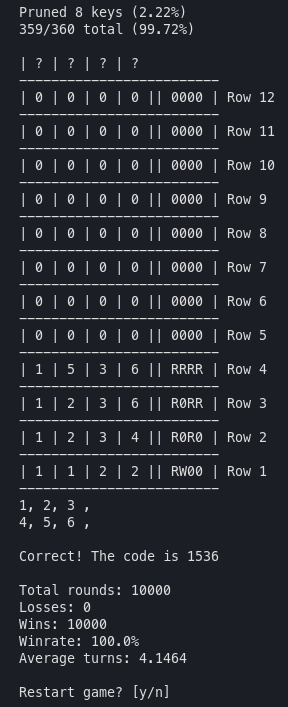 Pruned 8 keys (2.22%)
359/360 total (99.72%)
| ? | ? | ? | ?
—————————————————————————
| 0 | 0 | 0 | 0 || 0000 | Row 12
—————————————————————————
| 0 | 0 | 0 | 0 || 0000 | Row 11
—————————————————————————
| 0 | 0 | 0 | 0 || 0000 | Row 10
—————————————————————————
| 0 | 0 | 0 | 0 || 0000 | Row 9
—————————————————————————
| 0 | 0 | 0 | 0 || 0000 | Row 8
—————————————————————————
| 0 | 0 | 0 | 0 || 0000 | Row 7
—————————————————————————
| 0 | 0 | 0 | 0 || 0000 | Row 6
—————————————————————————
| 0 | 0 | 0 | 0 || 0000 | Row 5
—————————————————————————
| 1 | 5 | 3 | 6 || RRRR | Row 4
—————————————————————————
| 1 | 2 | 3 | 6 || R0RR | Row 3
—————————————————————————
| 1 | 2 | 3 | 4 || R0R0 | Row 2
—————————————————————————
| 1 | 1 | 2 | 2 || RW00 | Row 1
—————————————————————————
1, 2, 3 ,
4, 5, 6 ,
Correct! The code is 1536
Total rounds: 10000
Losses: 0
Wins: 10000
Winrate: 100.0%
Average turns: 4.1464
Restart game? [y/n]